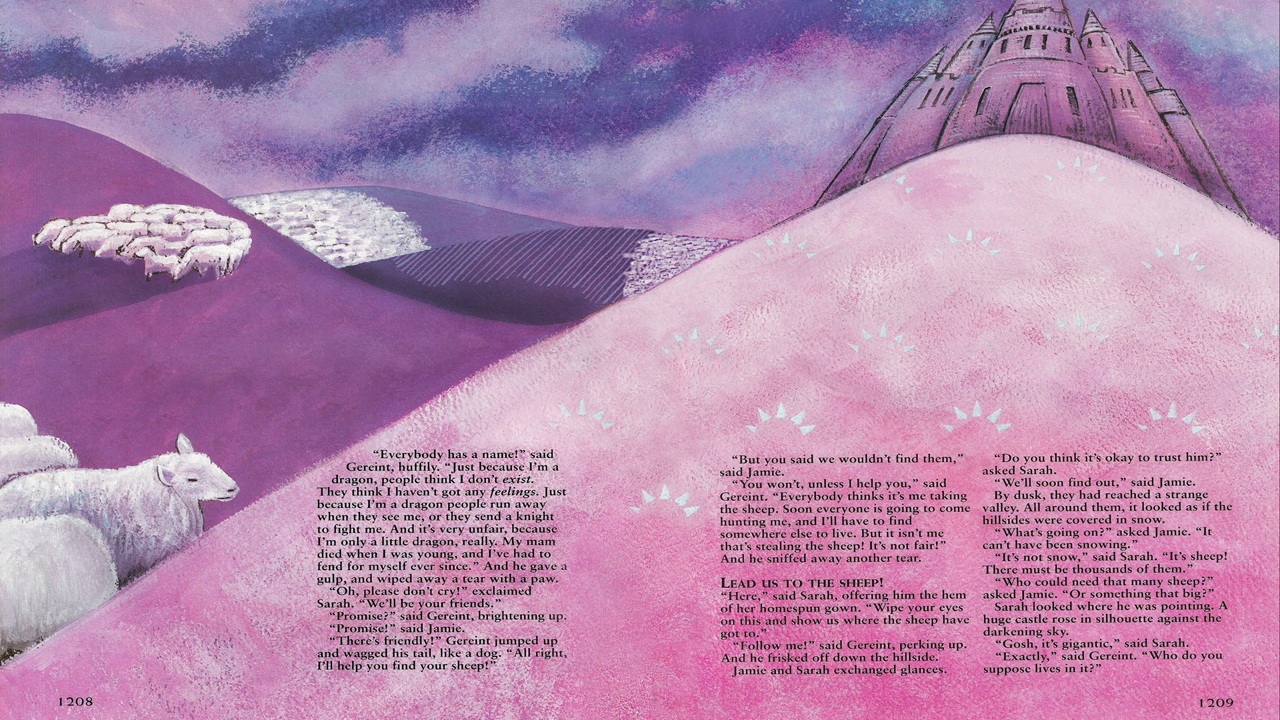 “Everybody has a name!” said
Gereint, huffily. “Just because I’m a
dragon, people think I don’t exist.
They think I haven’t got any feelings. Just
because I’m a dragon people run away
when they see me, or they send a knight
to fight me. And it’s very unfair, because
I’m only a little dragon, really. My mam
died when I was young, and I’ve had to
fend for myself ever since.” And he gave a
gulp, and wiped away a tear with a paw.
“Oh, please don’t cry!” exclaimed
Sarah. “We’ll be your friends.”
“Promise?” said Gereint, brightening up.
“Promise!” said Jamie.
“There’s friendly!” Gereint jumped up
and wagged his tail, like a dog. “All right,
I’ll help you find your sheep!”
1208
“But you said we wouldn’t find them,”
said Jamie.
“You won’t, unless I help you,” said
Gereint. “Everybody thinks it’s me taking
the sheep. Soon everyone is going to come
hunting me, and I’ll have to find
somewhere else to live. But it isn’t me
that’s stealing the sheep! It’s not fair!”
And he sniffed away another tear.
LEAD US TO THE SHEEP!
“Here,” said Sarah, offering him the hem
of her homespun gown. “Wipe your eyes
on this and show us where the sheep have
got to.”
“Follow me!” said Gereint, perking up.
And he frisked off down the hillside.
Jamie and Sarah exchanged glances.
“Do you think it’s okay to trust him?”
asked Sarah.
“We’ll soon find out,” said Jamie.
By dusk, they had reached a strange
valley. All around them, it looked as if the
hillsides were covered in snow.
“What’s going on?” asked Jamie. “It
can’t have been snowing.”
“It’s not snow,” said Sarah. “It’s sheep!
There must be thousands of them.”
“Who could need that many sheep?”
asked Jamie. “Or something that big?”
Sarah looked where he was pointing. A
huge castle rose in silhouette against the
darkening sky.
“Gosh, it’s gigantic,” said Sarah.
“Exactly,” said Gereint. “Who do you
suppose lives in it?”
1209